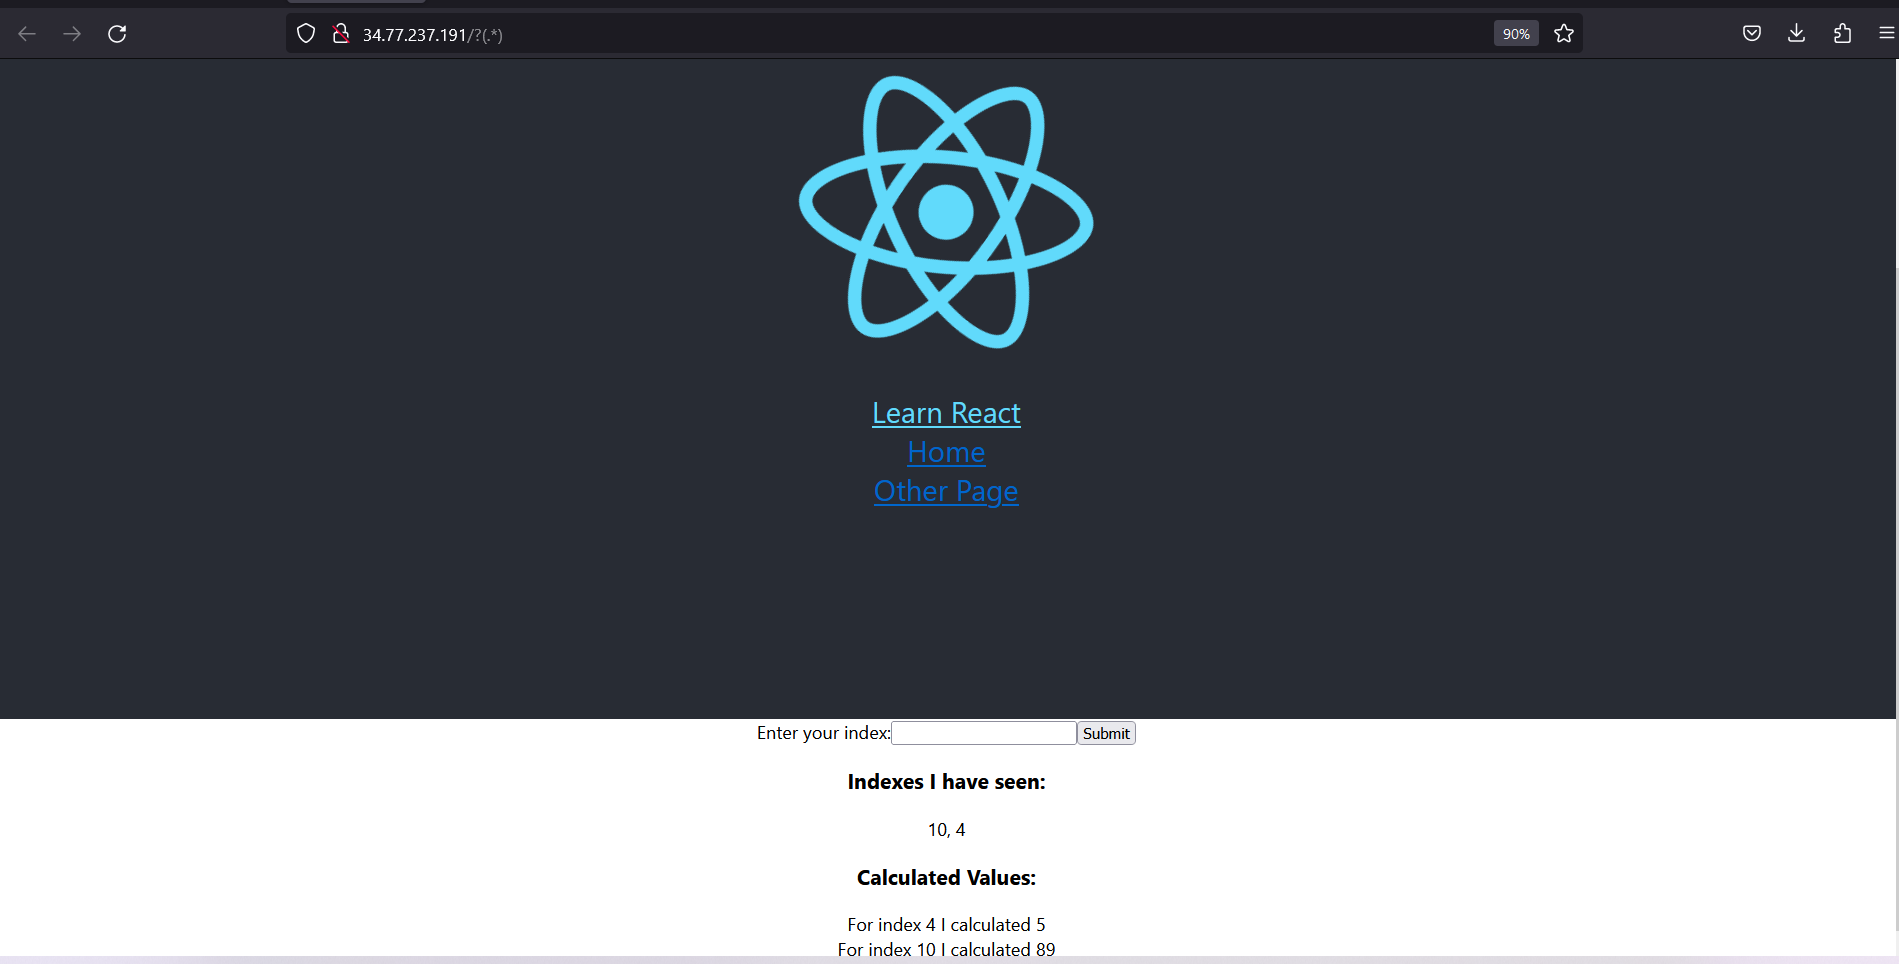 34.77.237.191/?(.*)
90%
Learn React
Home
Other Page
Enter your index: Submit
Indexes I have seen:
10, 4
Calculated Values:
For index 4 I calculated 5
For index 10 I calculated 89